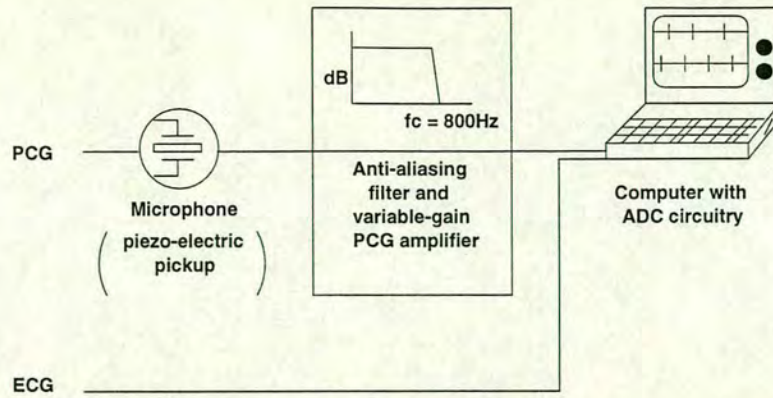 dB
fc = 800Hz
PCG
Microphone
(piezo-electric
pickup)
Anti-aliasing
filter and
variable-gain
PCG amplifier
Computer with
ADC circuitry
ECG